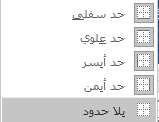 حد سفلي
حد علوي
حد أيسر
حد أيمن
بلا حدود